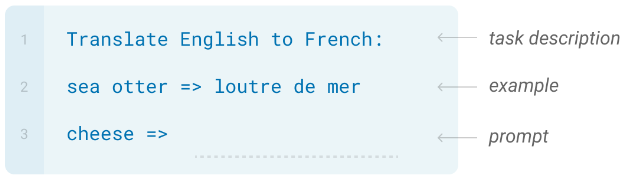 1 Translate English to French: task description
2 sea otter => loutre de mer example
3 cheese => prompt